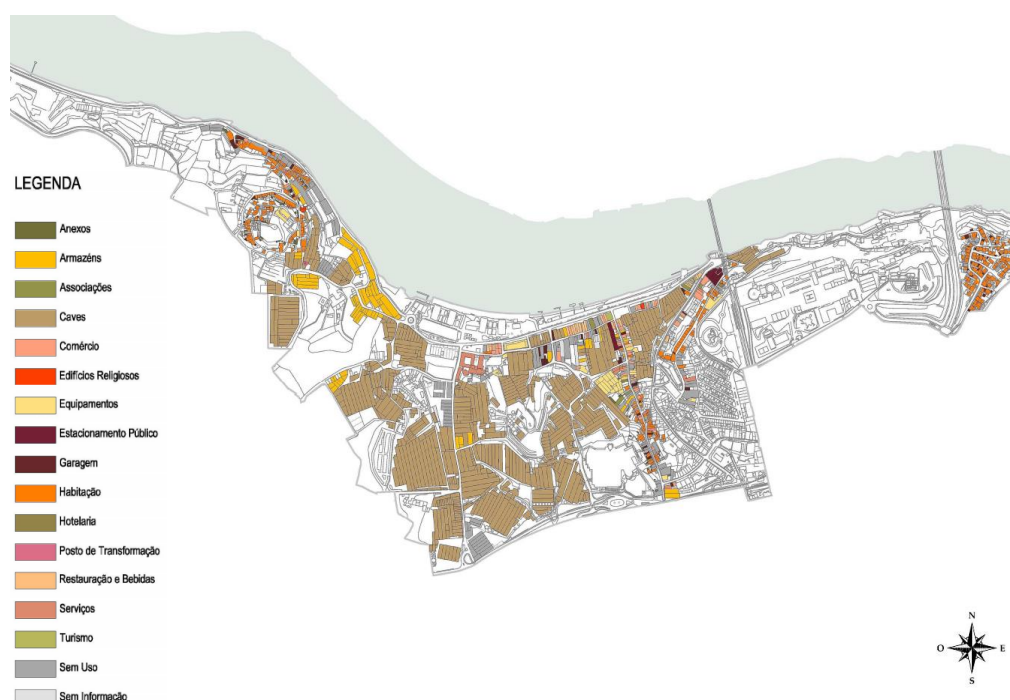 LEGENDA
Anexos
Armazéns
Associações
Caves
Comércio
Edifícios Religiosos
Equipamentos
Estacionamento Público
Garagem
Habitação
Hotelaria
Posto de Transformação
Restauração e Bebidas
Serviços
Turismo
Sem Uso
Sem Informação
N
O E
S